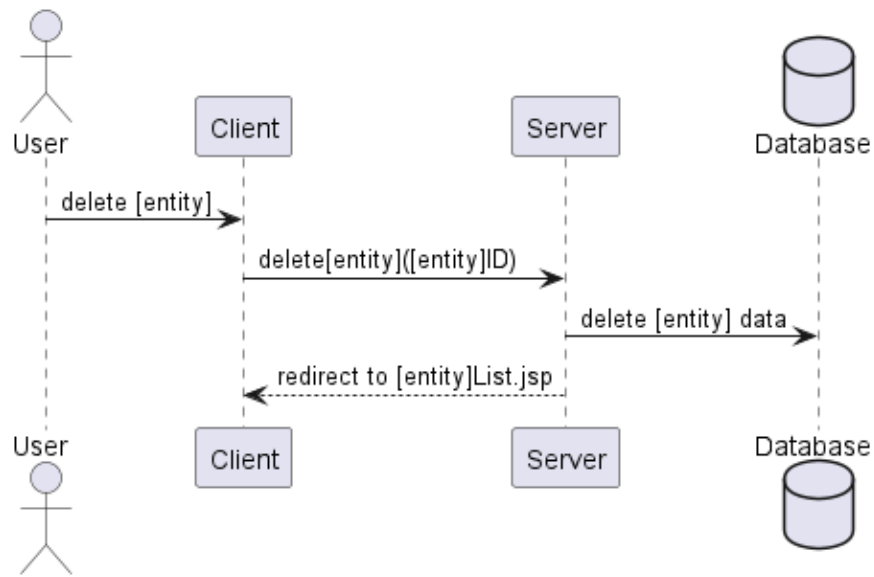 User
Client
Server
Database
delete [entity]
delete[entity]([entity]ID)
delete [entity] data
redirect to [entity]List.jsp
User
Client
Server
Database